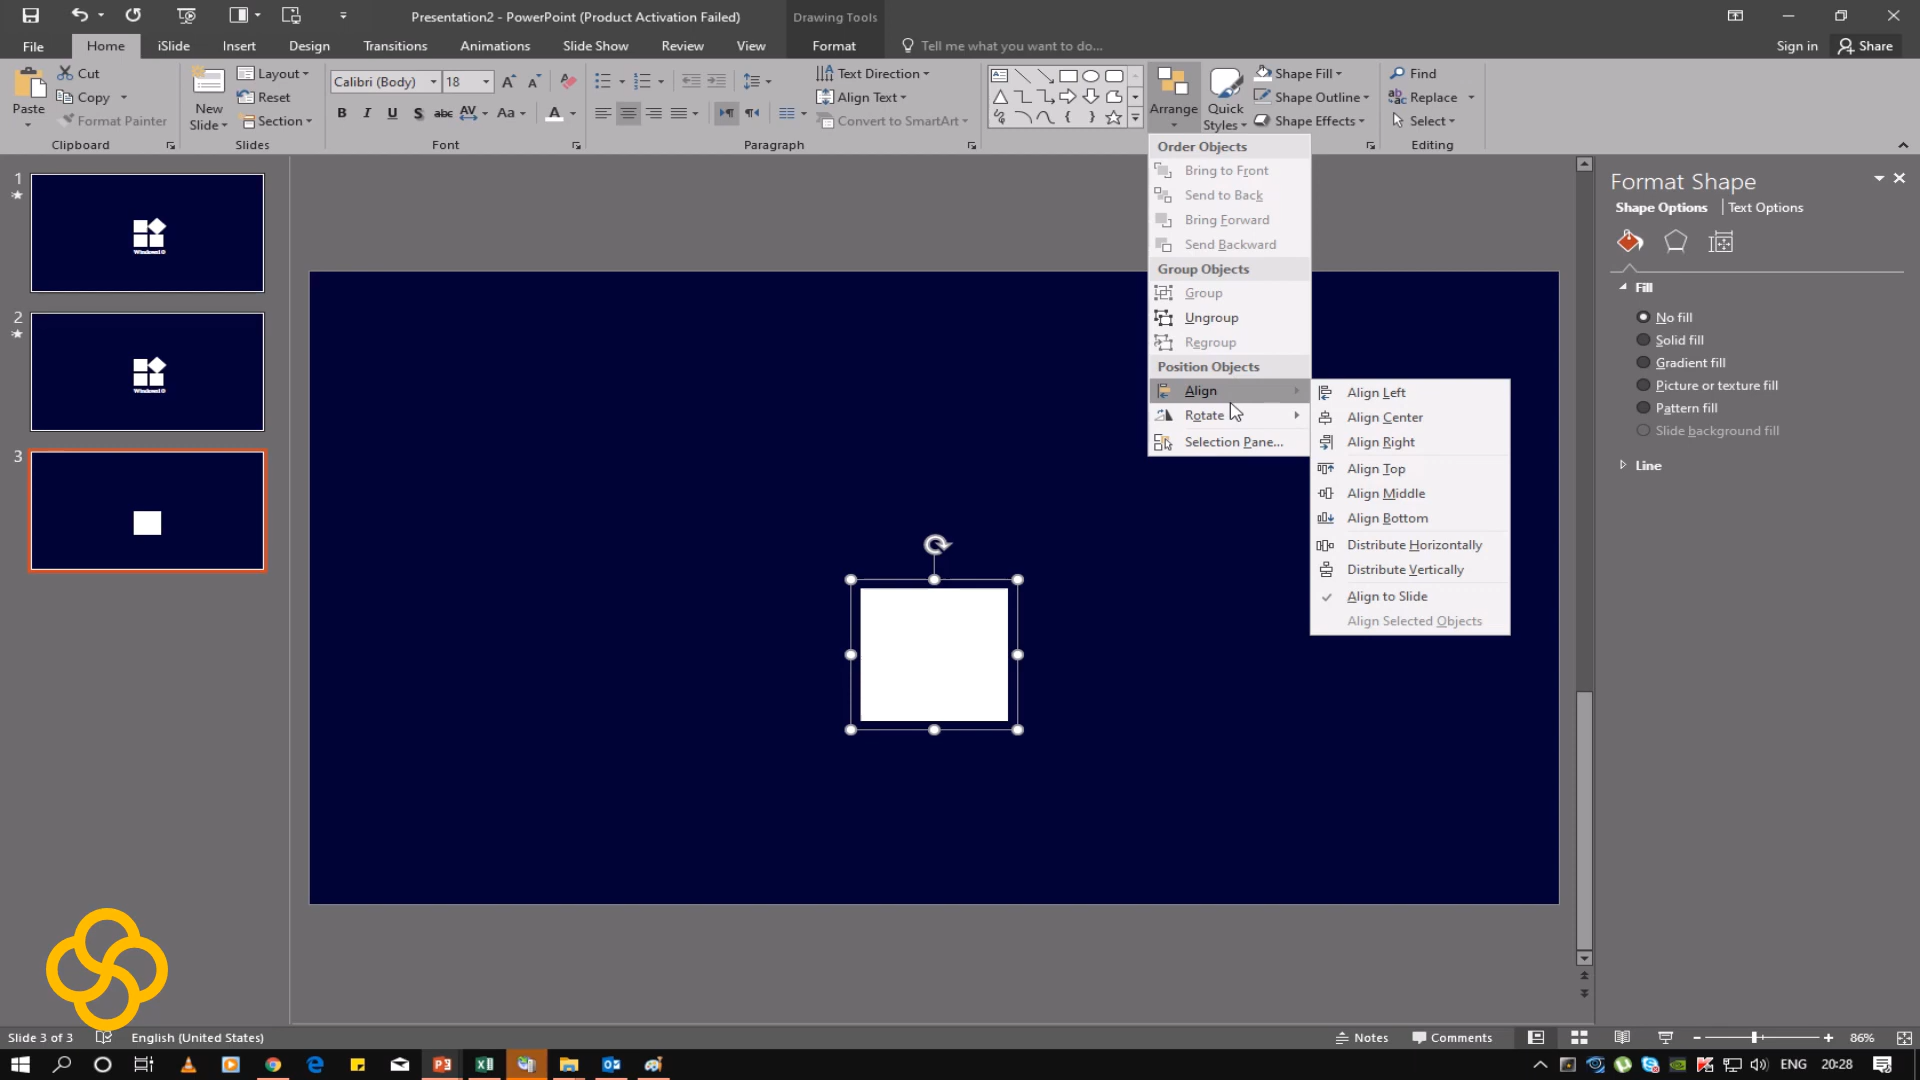 Presentation2 - PowerPoint (Product Activation Failed)
Drawing Tools
File Home iSlide Insert Design Transitions Animations Slide Show Review View Format Tell me what you want to do... Sign in Share
Paste
Cut
Copy
Format Painter
Clipboard
New Slide
Layout
Reset
Section
Slides
Calibri (Body) 18
B I U S abc AV Aa A
Font
Text Direction
Align Text
Convert to SmartArt
Paragraph
Arrange
Quick Styles
Shape Fill
Shape Outline
Shape Effects
Find
Replace
Select
Editing
Order Objects
Bring to Front
Send to Back
Bring Forward
Send Backward
Group Objects
Group
Ungroup
Regroup
Position Objects
Align
Rotate
Selection Pane...
Align Left
Align Center
Align Right
Align Top
Align Middle
Align Bottom
Distribute Horizontally
Distribute Vertically
Align to Slide
Align Selected Objects
Format Shape
Shape Options Text Options
Fill
No fill
Solid fill
Gradient fill
Picture or texture fill
Pattern fill
Slide background fill
Line
1
2
3
Slide 3 of 3 English (United States) Notes Comments 86%
ENG 20:28